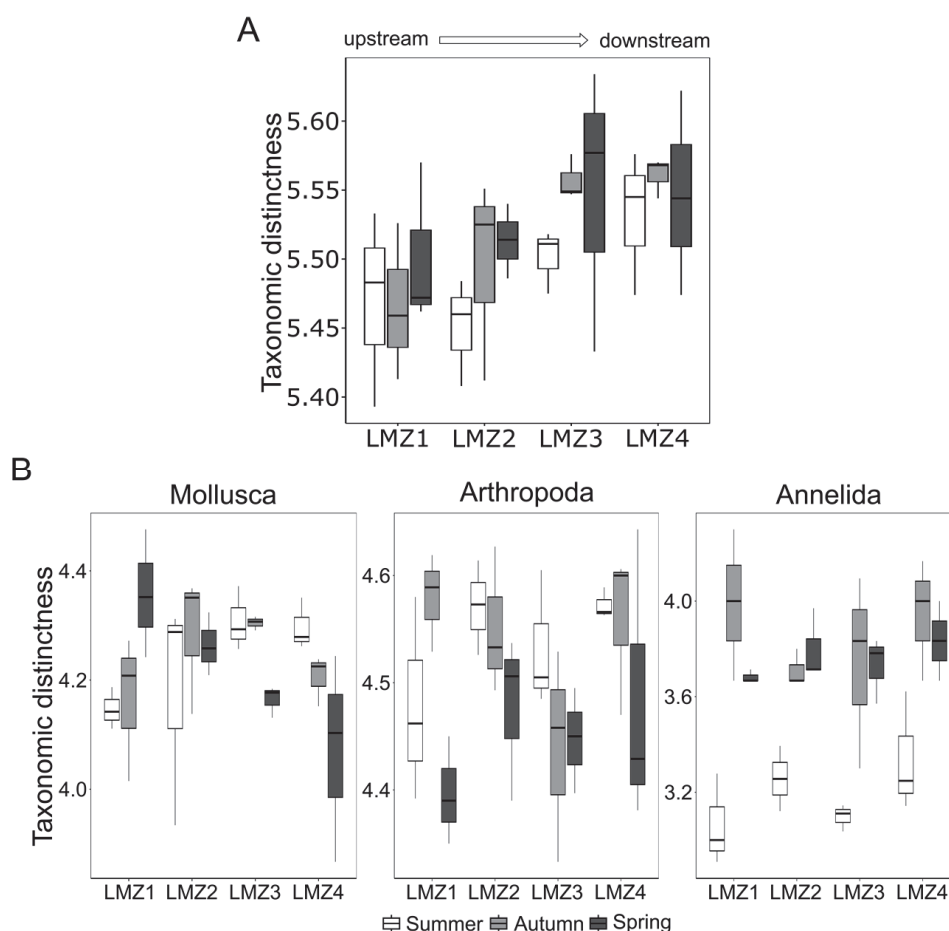 A
upstream downstream
Taxonomic distinctness
5.60
5.55
5.50
5.45
5.40
LMZ1 LMZ2 LMZ3 LMZ4
B
Mollusca Arthropoda Annelida
Taxonomic distinctness
4.4
4.2
4.0
4.6
4.5
4.4
4.0
3.6
3.2
LMZ1 LMZ2 LMZ3 LMZ4 LMZ1 LMZ2 LMZ3 LMZ4 LMZ1 LMZ2 LMZ3 LMZ4
Summer Autumn Spring